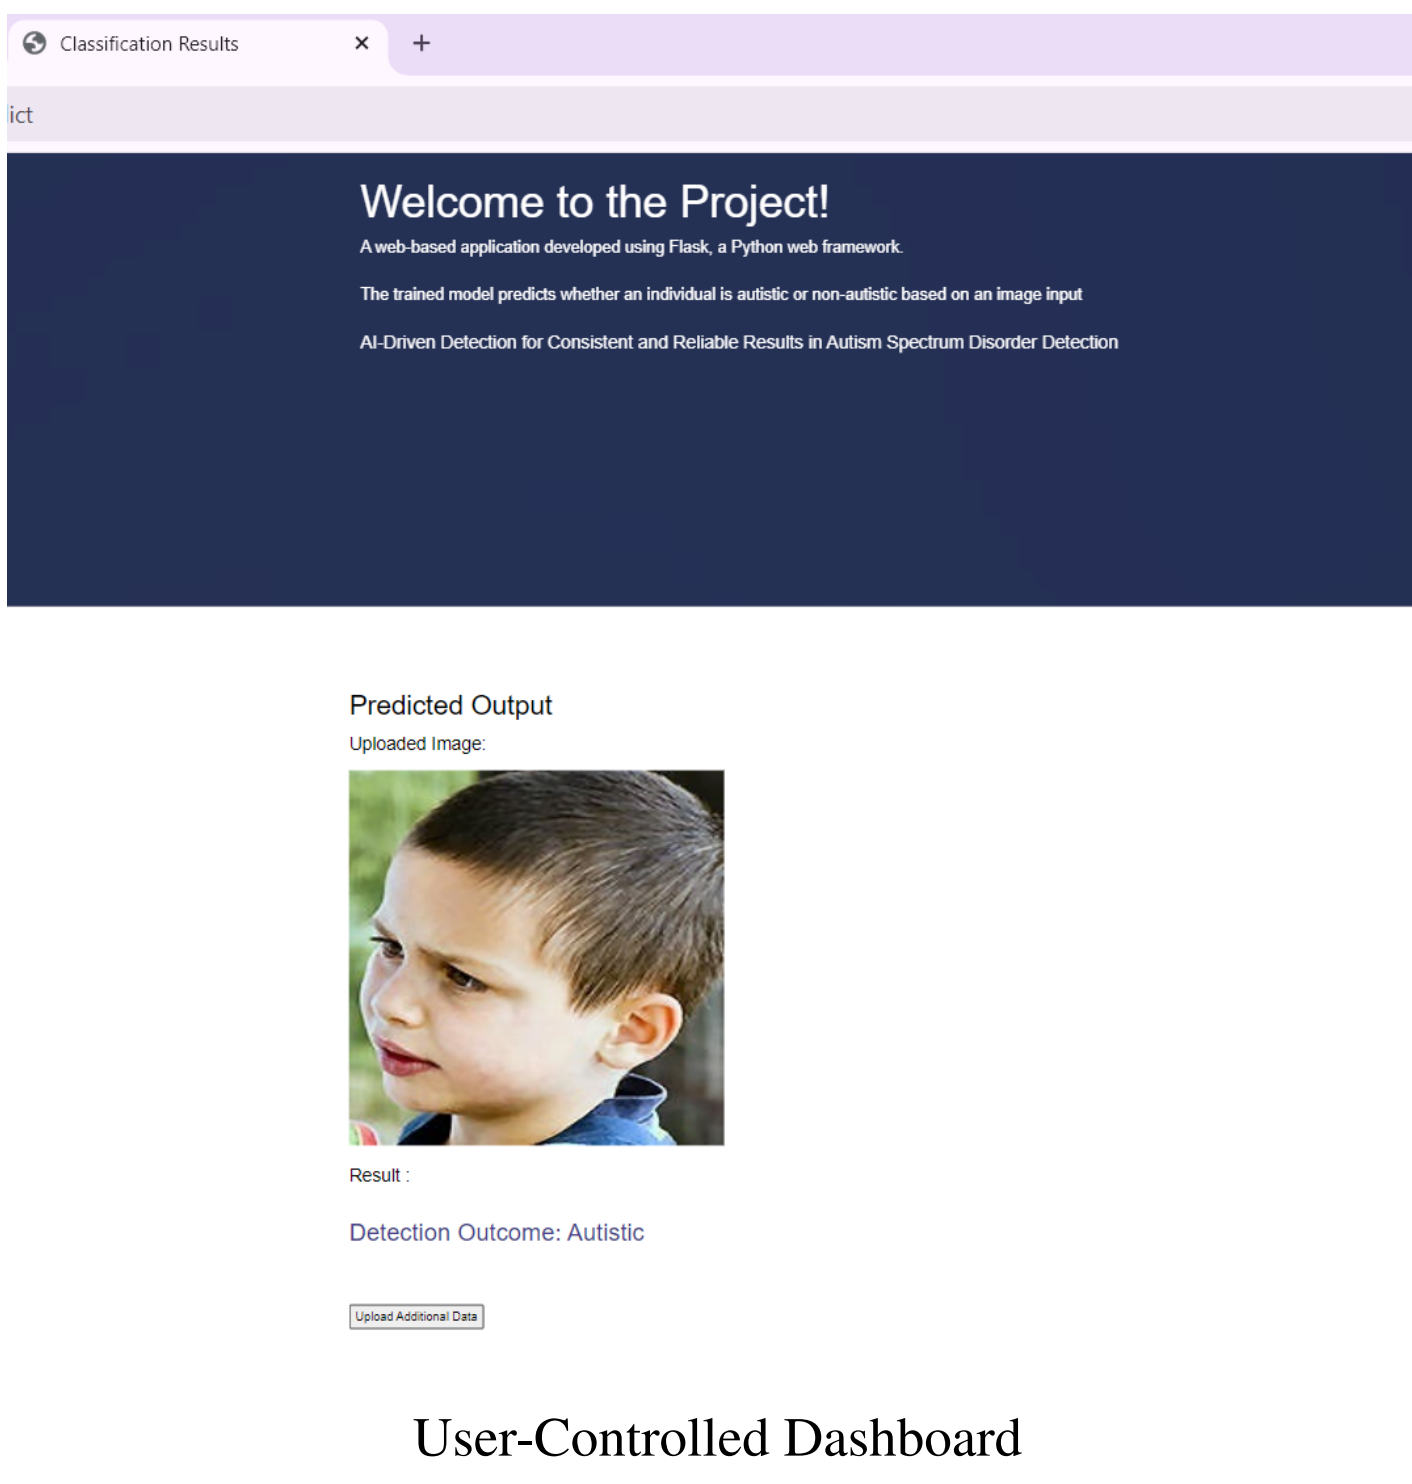 Classification Results
ict
Welcome to the Project!
A web-based application developed using Flask, a Python web framework.
The trained model predicts whether an individual is autistic or non-autistic based on an image input
AI-Driven Detection for Consistent and Reliable Results in Autism Spectrum Disorder Detection
Predicted Output
Uploaded Image:
Result :
Detection Outcome: Autistic
Upload Additional Data
User-Controlled Dashboard